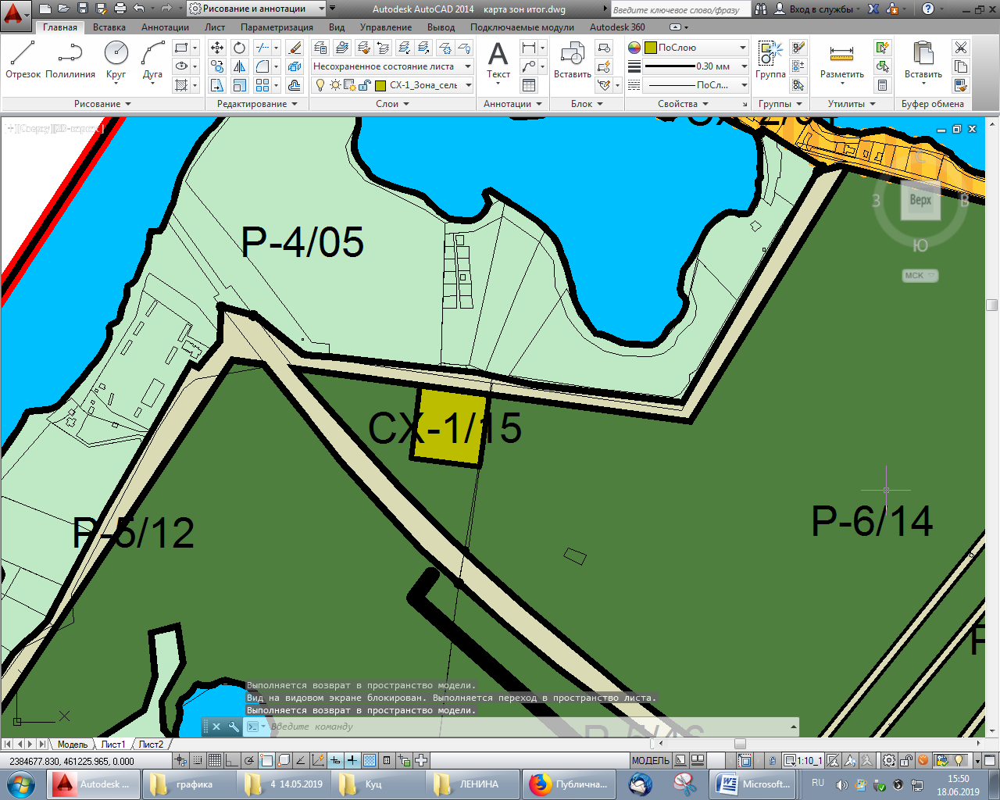 Рисование и аннотации
Autodesk AutoCAD 2014 карта зон итог.dwg
Введите ключевое слово/фразу
Вход в службы
Главная Вставка Аннотации Лист Параметризация Вид Управление Вывод Подключаемые модули Autodesk 360
Отрезок Полилиния Круг Дуга
Несохраненное состояние листа
СХ-1_Зона_сель
Текст
Вставить
ПоСлою
0.30 мм
ПоСл...
Группа
Измерить
Вставить
Рисование Редактирование Слои Аннотации Блок Свойства Группы Утилиты Буфер обмена
С
З Верх В
Ю
МСК
Р-4/05
СХ-1/15
Р-5/12
Р-6/14
Выполняется возврат в пространство модели.
Вид на видовом экране блокирован. Выполняется переход в пространство листа.
Выполняется возврат в пространство модели.
Введите команду
Модель Лист1 Лист2
2384677.830, 461225.965, 0.000
МОДЕЛЬ
1:10_1
Autodesk ...
графика
4 14.05.2019
Куц
ЛЕНИНА
Публична...
Microsoft...
RU
15:50
18.06.2019